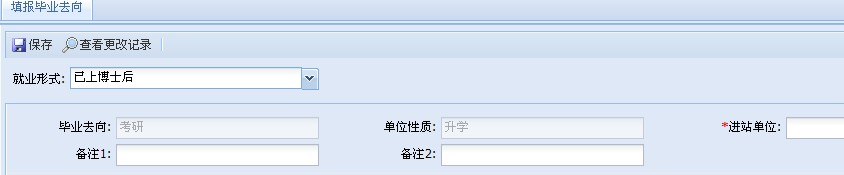 填报毕业去向
保存 查看更改记录
就业形式: 已上博士后
毕业去向: 考研 单位性质: 升学 *进站单位:
备注1: 备注2: